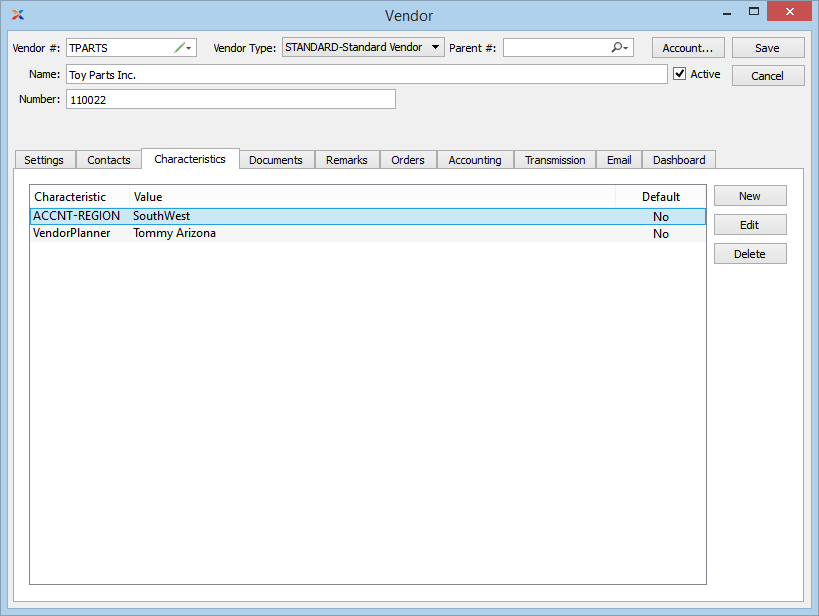 Vendor
Vendor #: TPARTS Vendor Type: STANDARD-Standard Vendor Parent #: Account... Save
Name: Toy Parts Inc. Active Cancel
Number: 110022
Settings Contacts Characteristics Documents Remarks Orders Accounting Transmission Email Dashboard
Characteristic Value Default New
ACCNT-REGION SouthWest No
Edit
VendorPlanner Tommy Arizona No
Delete